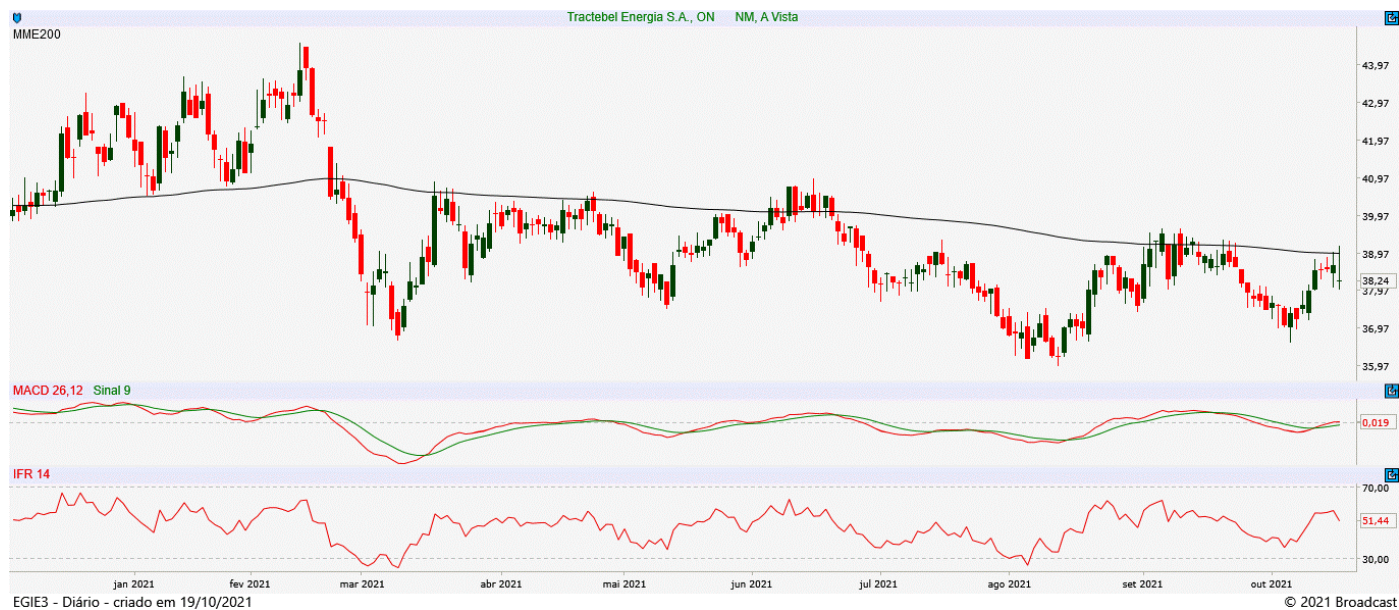 Tractebel Energia S.A., ON NM, A Vista
MME200
43,97
42,97
41,97
40,97
39,97
38,97
38,24
37,97
36,97
35,97
MACD 26,12 Sinal 9
0,019
IFR 14
70,00
51,44
30,00
jan 2021 fev 2021 mar 2021 abr 2021 mai 2021 jun 2021 jul 2021 ago 2021 set 2021 out 2021
EGIE3 - Diário - criado em 19/10/2021 © 2021 Broadcast